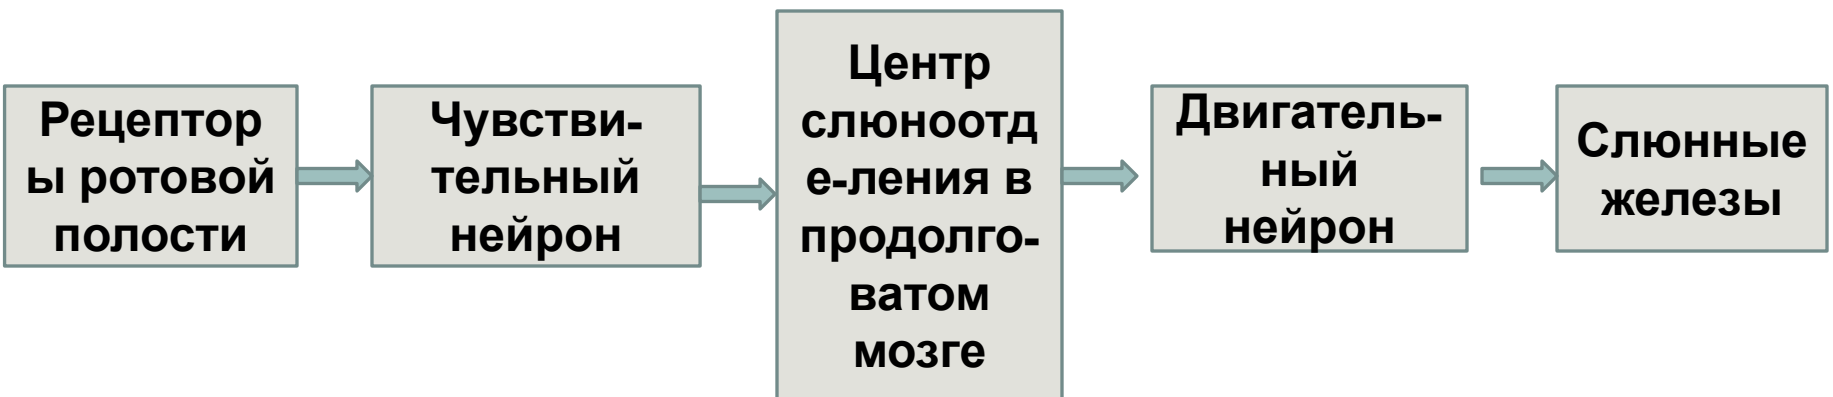 Рецептор
ы ротовой
полости
Чувстви-
тельный
нейрон
Центр
слюноотд
е-ления в
продолго-
ватом
мозге
Двигатель-
ный
нейрон
Слюнные
железы